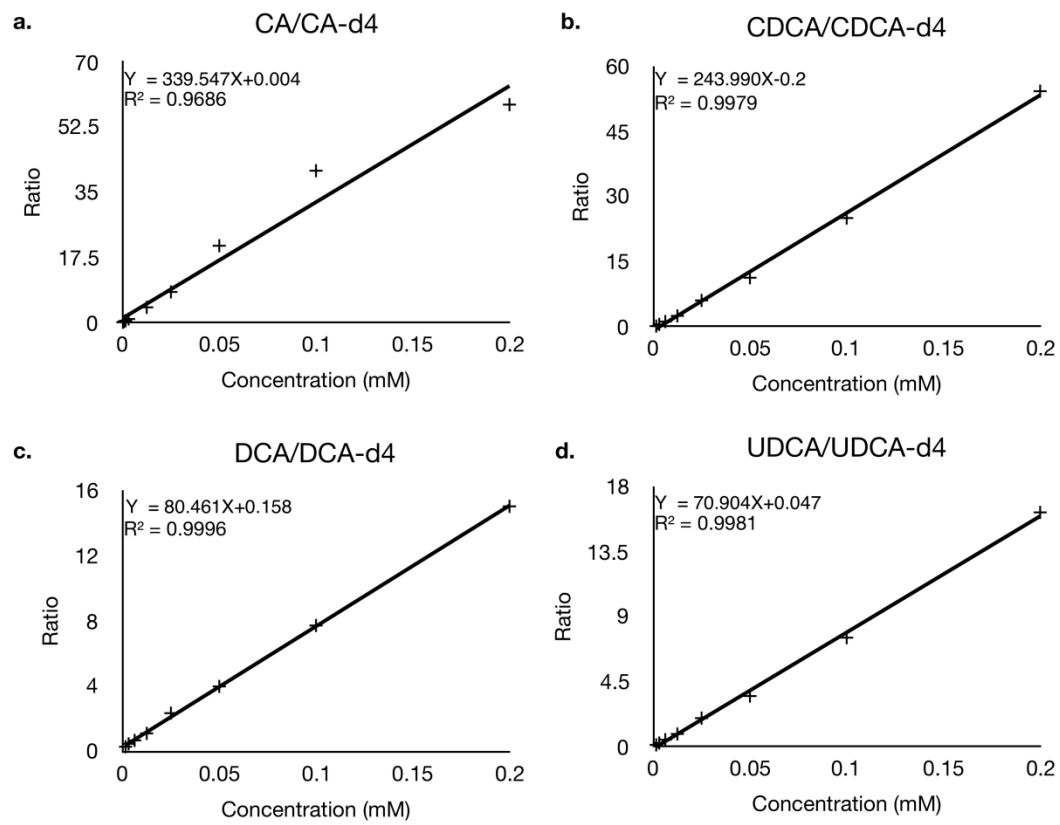 a.
CA/CA-d4
Y = 339.547X+0.004
R² = 0.9686
70
52.5
35
17.5
0
Ratio
0 0.05 0.1 0.15 0.2
Concentration (mM)
b.
CDCA/CDCA-d4
Y = 243.990X-0.2
R² = 0.9979
60
45
30
15
0
Ratio
0 0.05 0.1 0.15 0.2
Concentration (mM)
c.
DCA/DCA-d4
Y = 80.461X+0.158
R² = 0.9996
16
12
8
4
0
Ratio
0 0.05 0.1 0.15 0.2
Concentration (mM)
d.
UDCA/UDCA-d4
Y = 70.904X+0.047
R² = 0.9981
18
13.5
9
4.5
0
Ratio
0 0.05 0.1 0.15 0.2
Concentration (mM)